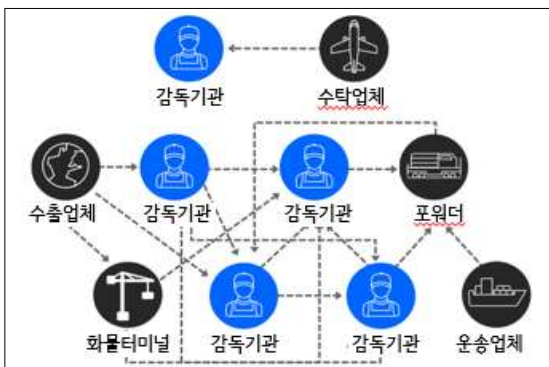 감독기관 수탁업체
수출업체 감독기관 감독기관 포워더
화물터미널 감독기관 감독기관 운송업체